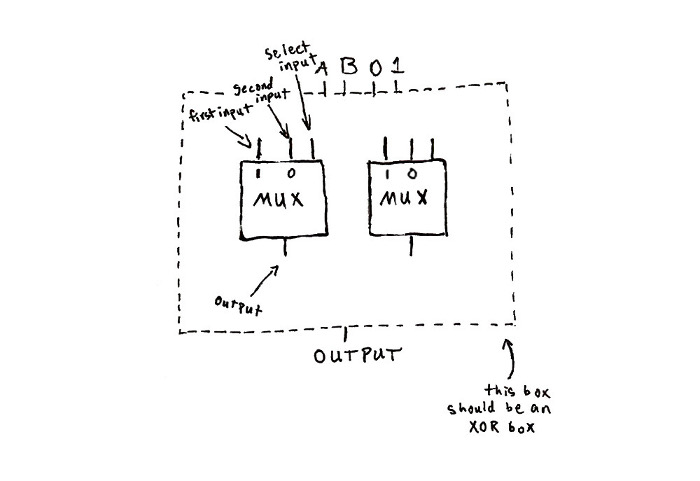 select
input
A B 0 1
second
input
first input
1 0
MUX
1 0
MUX
output
OUTPUT
this box
should be an
XOR box